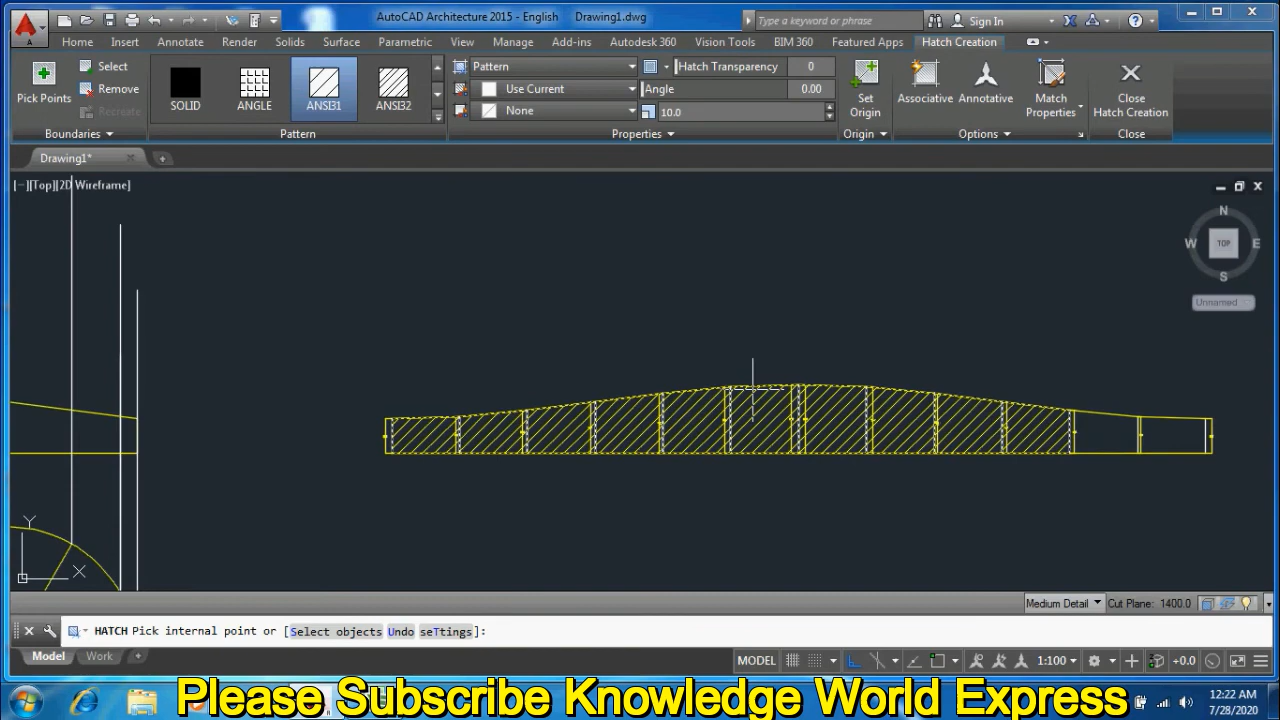 AutoCAD Architecture 2015 - English Drawing1.dwg
Type a keyword or phrase
Sign In
Home Insert Annotate Render Solids Surface Parametric View Manage Add-ins Autodesk 360 Vision Tools BIM 360 Featured Apps Hatch Creation
Pick Points
Select
Remove
Recreate
Boundaries
SOLID
ANGLE
ANSI31
ANSI32
Pattern
Pattern
Use Current
None
Hatch Transparency 0
Angle 0.00
10.0
Properties
Set
Origin
Origin
Associative
Annotative
Match
Properties
Options
Close
Hatch Creation
Close
Drawing1*
[−][Top][2D Wireframe]
N
W TOP E
S
Unnamed
Y
X
Medium Detail Cut Plane: 1400.0
HATCH Pick internal point or [Select objects Undo seTtings]:
Model Work
MODEL 1:100 +0.0
12:22 AM
7/28/2020
Please Subscribe Knowledge World Express